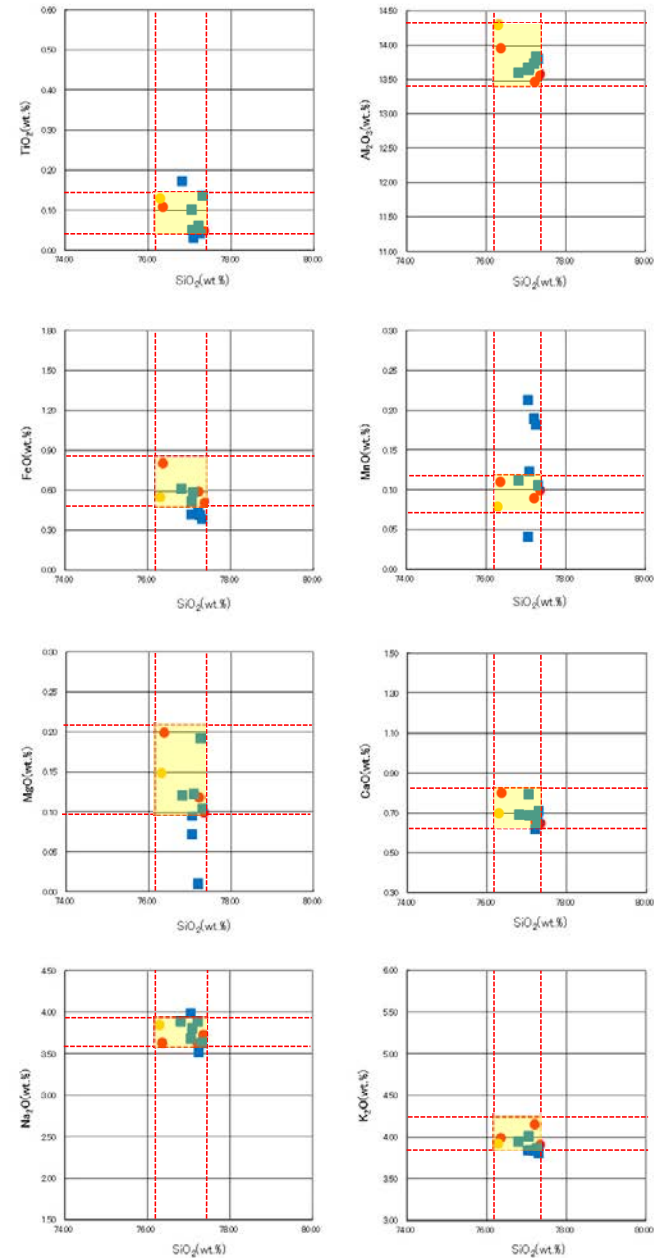 0.60
0.50
0.40
0.30
0.20
0.10
0.00
TiO2(wt.%)
74.00 76.00 78.00 80.00
SiO2(wt.%)
14.50
14.00
13.50
13.00
12.50
12.00
11.50
11.00
Al2O3(wt.%)
74.00 76.00 78.00 80.00
SiO2(wt.%)
1.80
1.50
1.20
0.90
0.60
0.30
0.00
FeO(wt.%)
74.00 76.00 78.00 80.00
SiO2(wt.%)
0.30
0.25
0.20
0.15
0.10
0.05
0.00
MnO(wt.%)
74.00 76.00 78.00 80.00
SiO2(wt.%)
0.30
0.25
0.20
0.15
0.10
0.05
0.00
MgO(wt.%)
74.00 76.00 78.00 80.00
SiO2(wt.%)
1.50
1.30
1.10
0.90
0.70
0.50
0.30
CaO(wt.%)
74.00 76.00 78.00 80.00
SiO2(wt.%)
4.50
4.00
3.50
3.00
2.50
2.00
1.50
Na2O(wt.%)
74.00 76.00 78.00 80.00
SiO2(wt.%)
6.00
5.50
5.00
4.50
4.00
3.50
3.00
K2O(wt.%)
74.00 76.00 78.00 80.00
SiO2(wt.%)